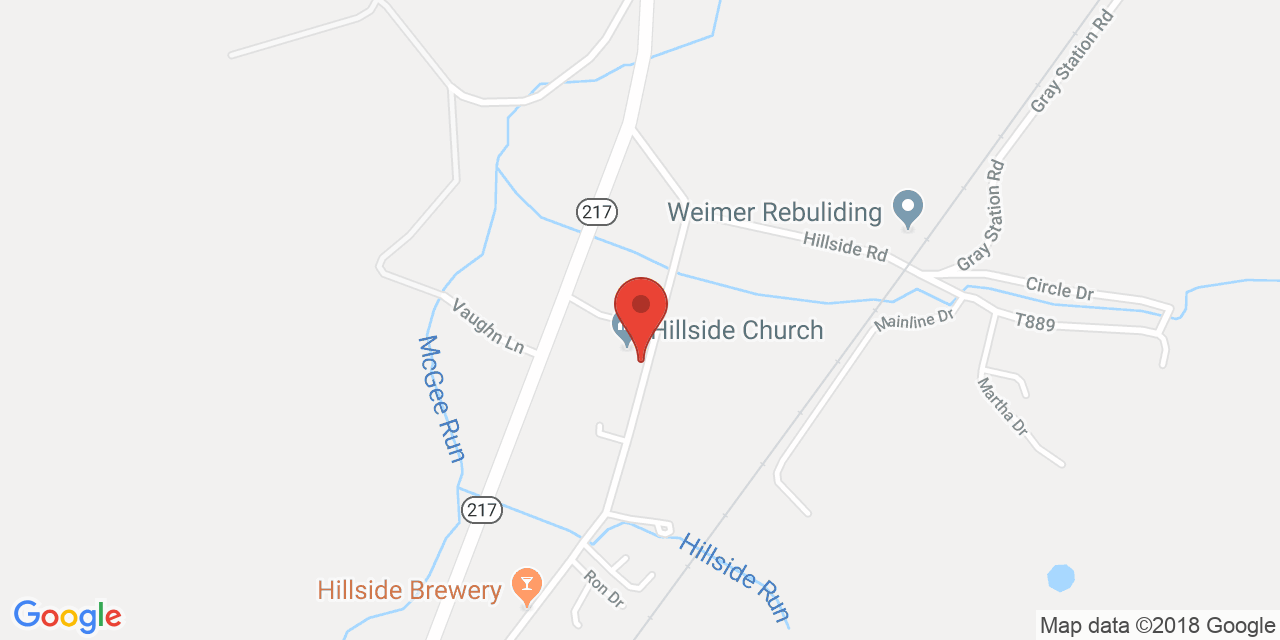 Gray Station Rd
Gray Station Rd
217
Weimer Rebuliding
Hillside Rd
Circle Dr
Vaughn Ln
Hillside Church
Mainline Dr
T889
McGee Run
Martha Dr
217
Hillside Run
Hillside Brewery
Ron Dr
Google
Map data ©2018 Google